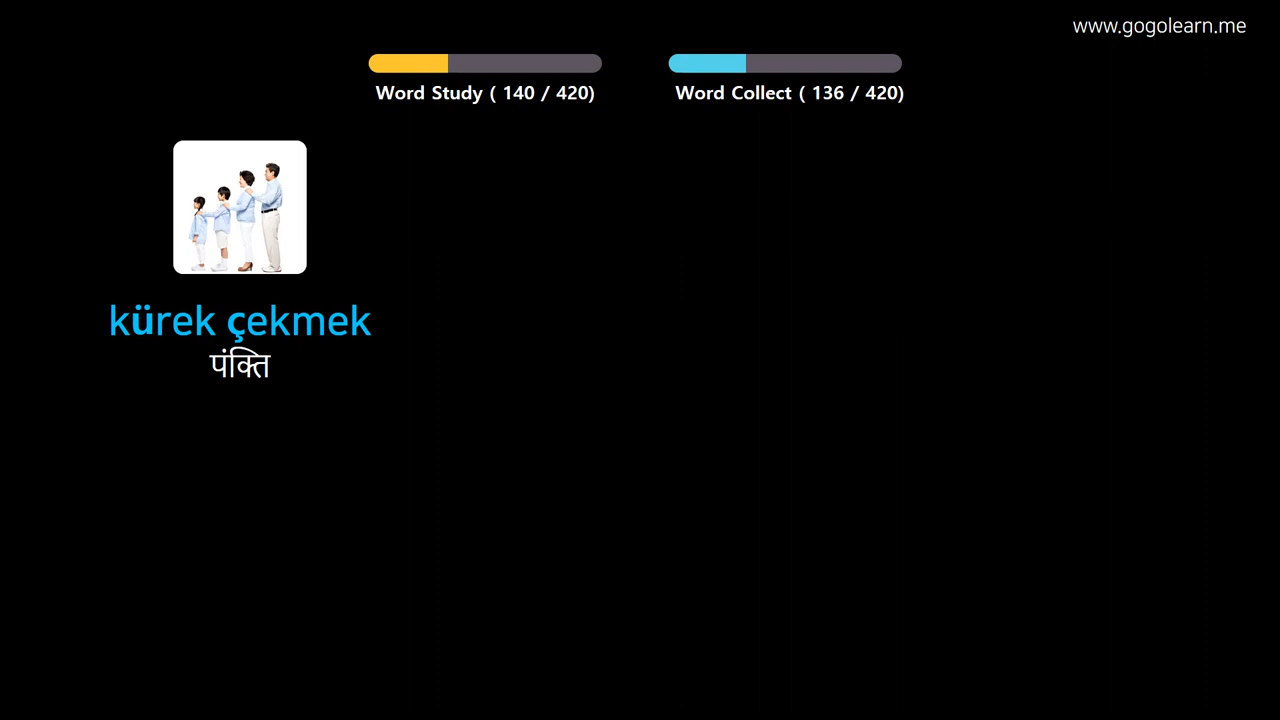 www.gogolearn.me
Word Study ( 140 / 420)
Word Collect ( 136 / 420)
kürek çekmek
पंक्ति